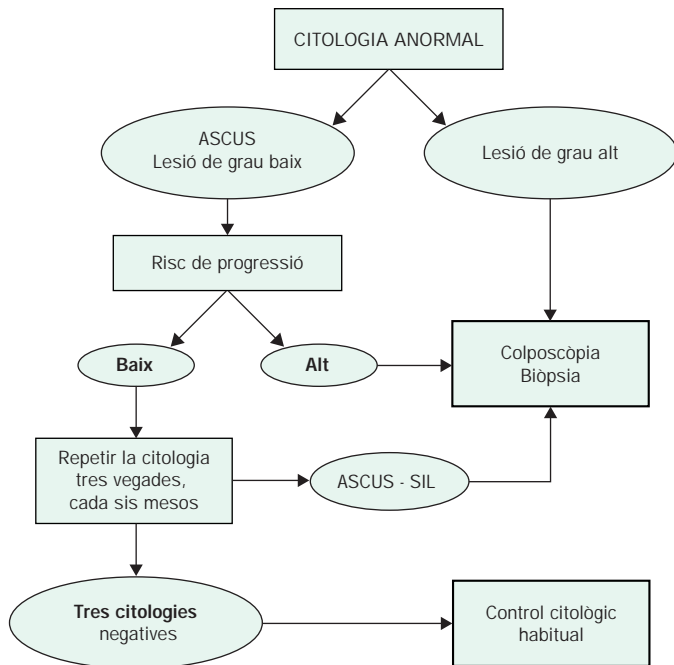 CITOLOGIA ANORMAL
ASCUS
Lesió de grau baix
Lesió de grau alt
Risc de progressió
Baix
Alt
Colposcòpia
Biòpsia
Repetir la citologia
tres vegades,
cada sis mesos
ASCUS - SIL
Tres citologies
negatives
Control citològic
habitual